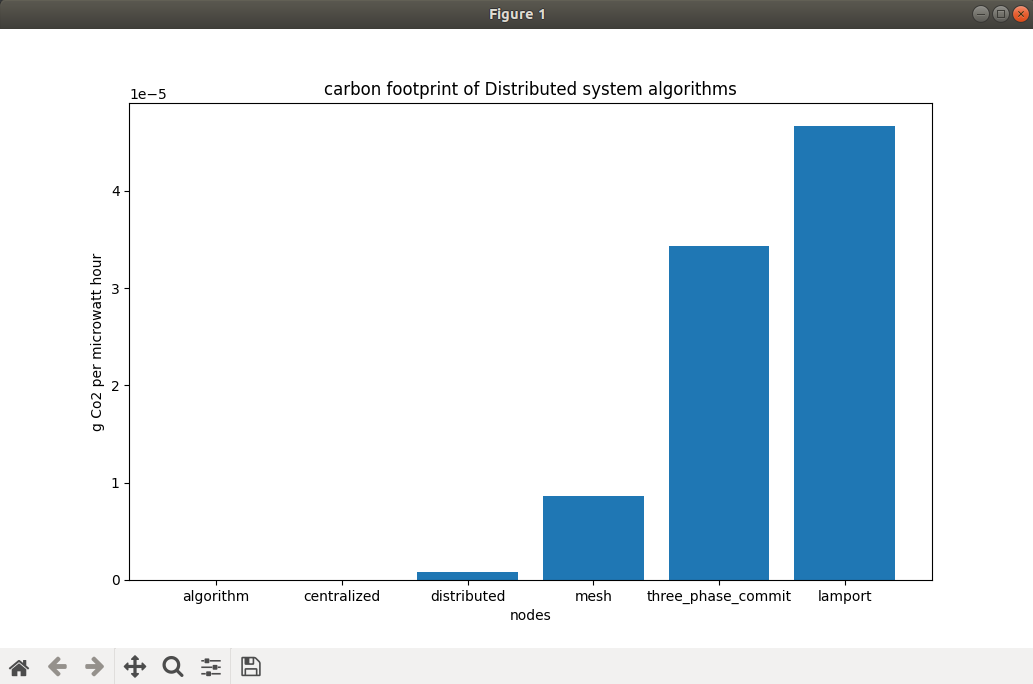 Figure 1
carbon footprint of Distributed system algorithms
1e−5
g Co2 per microwatt hour
4
3
2
1
0
algorithm centralized distributed mesh three_phase_commit lamport
nodes